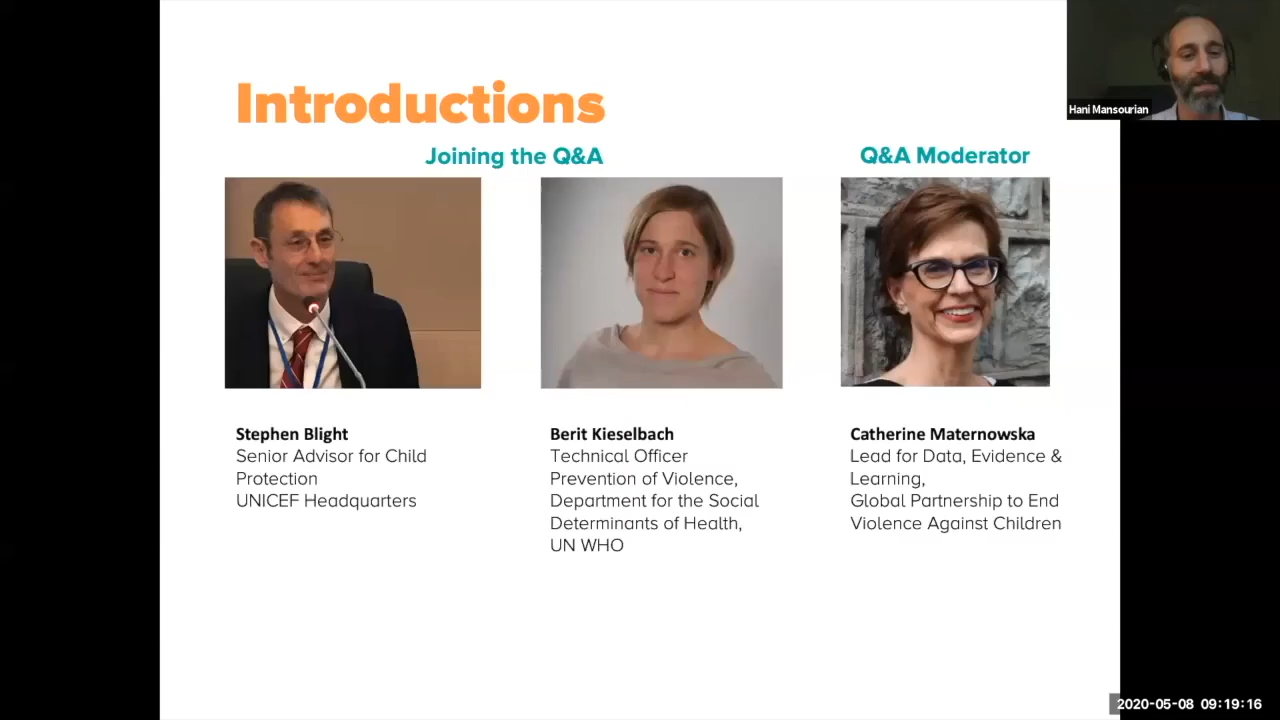 Introductions
Joining the Q&A
Q&A Moderator
Hani Mansourian
Stephen Blight
Senior Advisor for Child
Protection
UNICEF Headquarters
Berit Kieselbach
Technical Officer
Prevention of Violence,
Department for the Social
Determinants of Health,
UN WHO
Catherine Maternowska
Lead for Data, Evidence &
Learning,
Global Partnership to End
Violence Against Children
2020-05-08 09:19:16